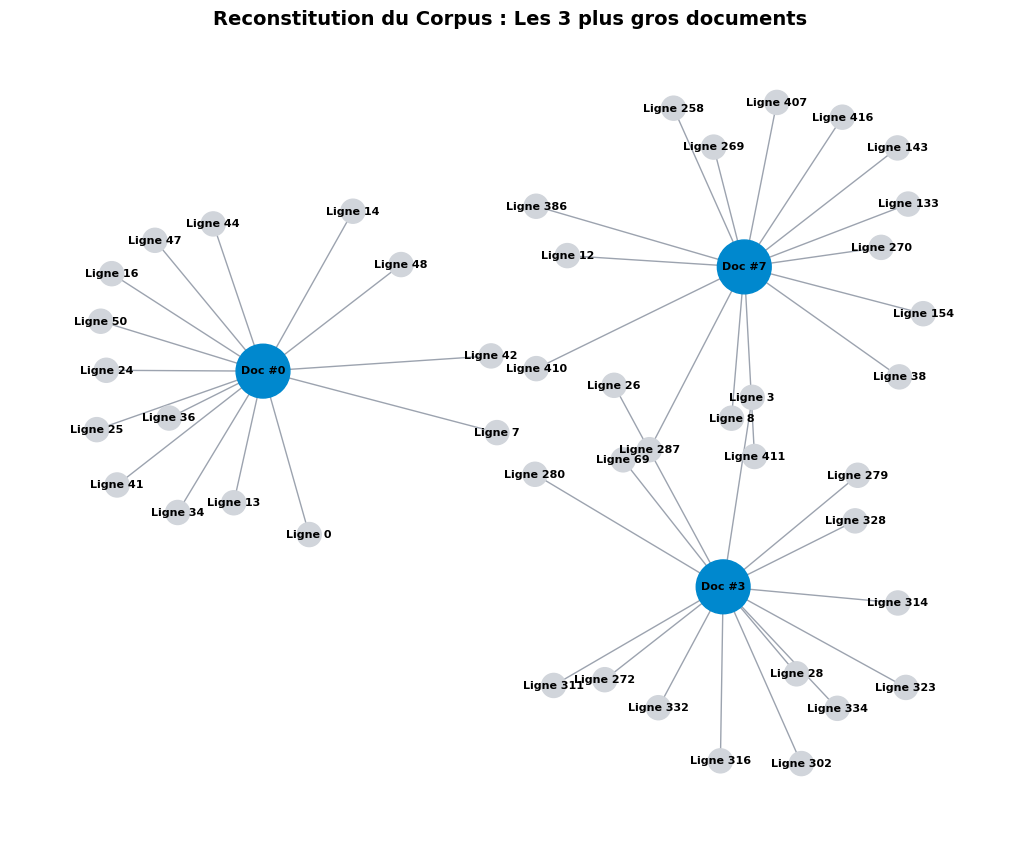 Reconstitution du Corpus : Les 3 plus gros documents
Ligne 407
Ligne 258
Ligne 416
Ligne 269
Ligne 143
Ligne 133
Ligne 386
Ligne 14
Ligne 44
Ligne 47
Ligne 270
Ligne 12
Ligne 48
Doc #7
Ligne 16
Ligne 154
Ligne 50
Ligne 42
Ligne 410
Ligne 24
Doc #0
Ligne 38
Ligne 26
Ligne 3
Ligne 36
Ligne 8
Ligne 25
Ligne 7
Ligne 287
Ligne 69
Ligne 411
Ligne 280
Ligne 279
Ligne 41
Ligne 13
Ligne 34
Ligne 328
Ligne 0
Doc #3
Ligne 314
Ligne 28
Ligne 272
Ligne 311
Ligne 323
Ligne 332
Ligne 334
Ligne 316
Ligne 302